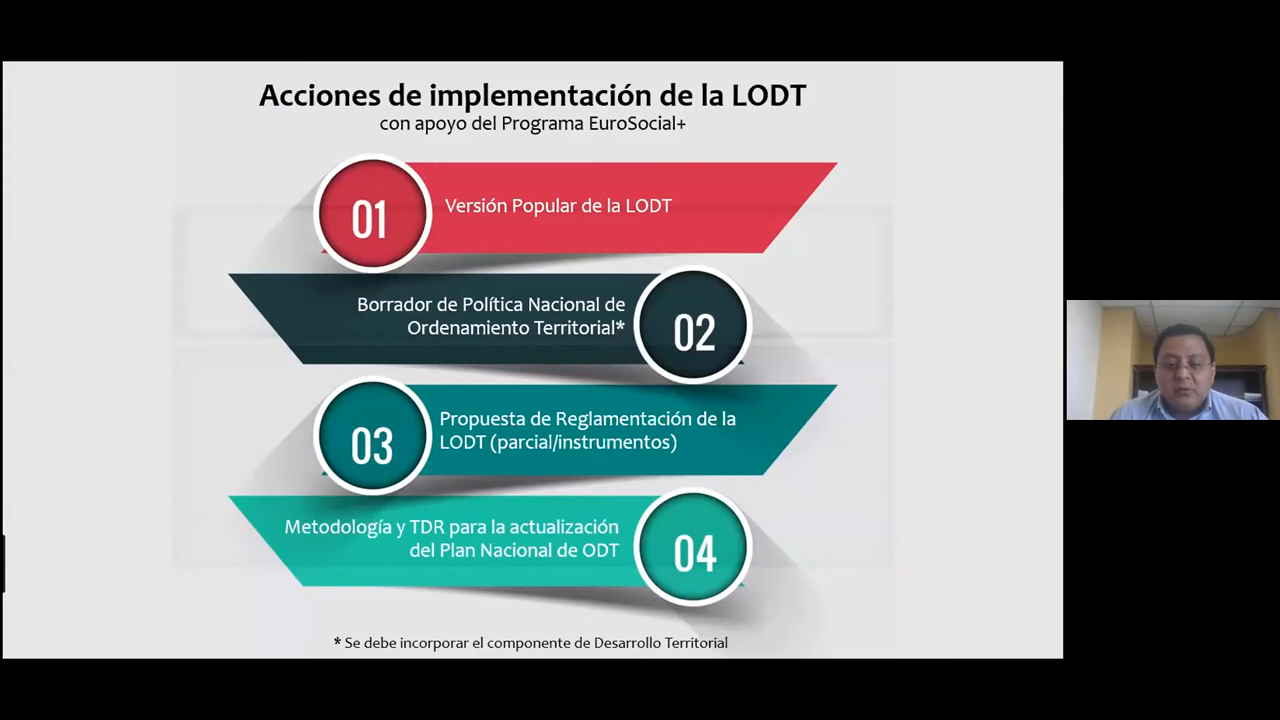 Acciones de implementación de la LODT
con apoyo del Programa EuroSocial+
01
Versión Popular de la LODT
Borrador de Política Nacional de
Ordenamiento Territorial*
02
03
Propuesta de Reglamentación de la
LODT (parcial/instrumentos)
Metodología y TDR para la actualización
del Plan Nacional de ODT
04
* Se debe incorporar el componente de Desarrollo Territorial